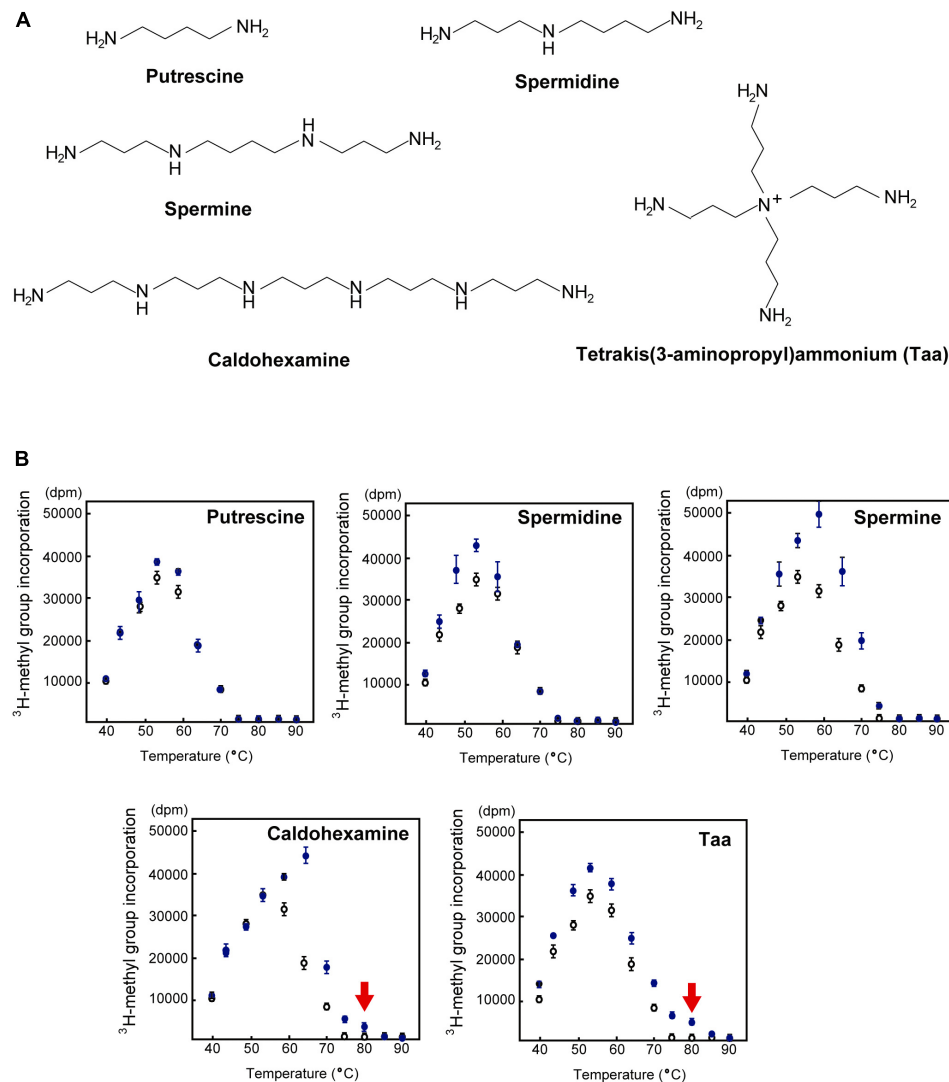 A
H₂N
NH₂
Putrescine
H₂N
N
H
NH₂
Spermidine
H₂N
N
H
H
N
NH₂
Spermine
H₂N
N
H
N
H
N
H
N
H
NH₂
Caldohexamine
H₂N
H₂N
N⁺
NH₂
NH₂
Tetrakis(3-aminopropyl)ammonium (Taa)
B
(dpm)
³H-methyl group incorporation
50000
40000
30000
20000
10000
Putrescine
40 50 60 70 80 90
Temperature (°C)
(dpm)
³H-methyl group incorporation
50000
40000
30000
20000
10000
Spermidine
40 50 60 70 80 90
Temperature (°C)
(dpm)
³H-methyl group incorporation
50000
40000
30000
20000
10000
Spermine
40 50 60 70 80 90
Temperature (°C)
(dpm)
³H-methyl group incorporation
50000
40000
30000
20000
10000
Caldohexamine
40 50 60 70 80 90
Temperature (°C)
(dpm)
³H-methyl group incorporation
50000
40000
30000
20000
10000
Taa
40 50 60 70 80 90
Temperature (°C)